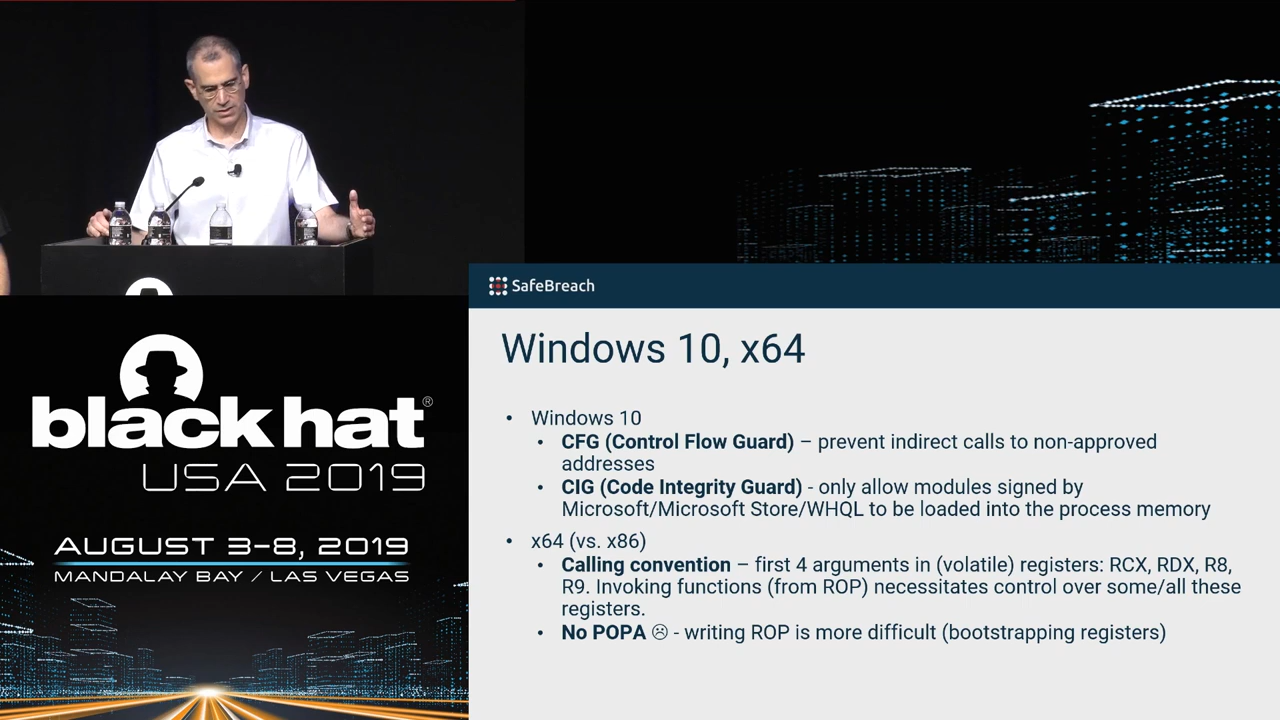 black hat®
USA 2019
AUGUST 3-8, 2019
MANDALAY BAY / LAS VEGAS
SafeBreach
Windows 10, x64
• Windows 10
• CFG (Control Flow Guard) – prevent indirect calls to non-approved
addresses
• CIG (Code Integrity Guard) - only allow modules signed by
Microsoft/Microsoft Store/WHQL to be loaded into the process memory
• x64 (vs. x86)
• Calling convention – first 4 arguments in (volatile) registers: RCX, RDX, R8,
R9. Invoking functions (from ROP) necessitates control over some/all these
registers.
• No POPA ☹ - writing ROP is more difficult (bootstrapping registers)